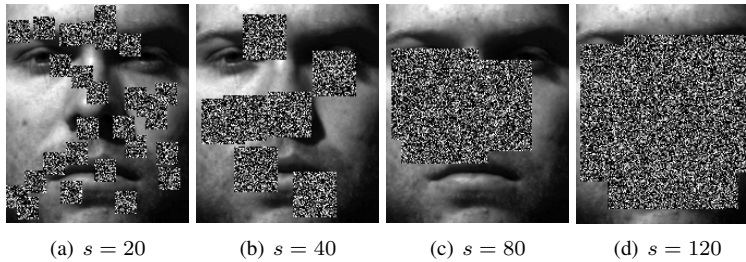 (a) s = 20
(b) s = 40
(c) s = 80
(d) s = 120